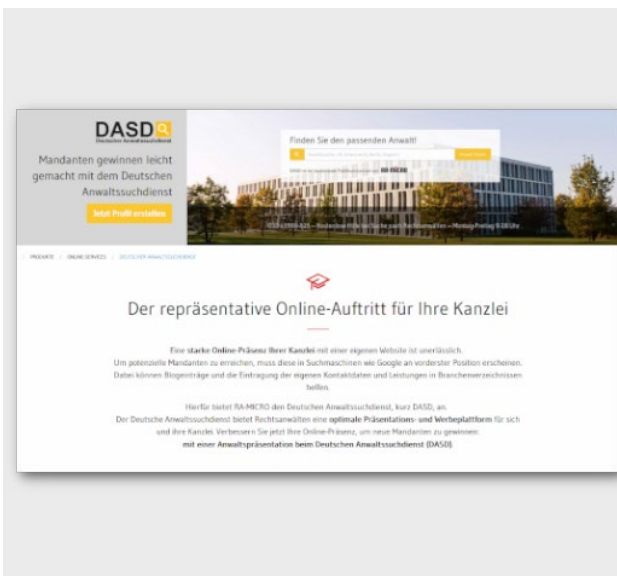 DASD
Deutscher Anwaltssuchdienst
Mandanten gewinnen leicht
gemacht mit dem Deutschen
Anwaltssuchdienst
Jetzt Profil erstellen
Finden Sie den passenden Anwalt!
RA-MICRO
PRODUKTE / ONLINE SERVICES / DEUTSCHER ANWALTSSUCHDIENST
Der repräsentative Online-Auftritt für Ihre Kanzlei
Eine starke Online-Präsenz Ihrer Kanzlei mit einer eigenen Website ist unerlässlich.
Um potenzielle Mandanten zu erreichen, muss diese in Suchmaschinen wie Google an vorderster Position erscheinen.
Dabei können Blogeinträge und die Eintragung der eigenen Kontaktdaten und Leistungen in Branchenverzeichnissen
helfen.
Hierfür bietet RA-MICRO den Deutschen Anwaltssuchdienst, kurz DASD, an.
Der Deutsche Anwaltssuchdienst bietet Rechtsanwälten eine optimale Präsentations- und Werbeplattform für sich
und ihre Kanzlei. Verbessern Sie jetzt Ihre Online-Präsenz, um neue Mandanten zu gewinnen:
mit einer Anwaltspräsentation beim Deutschen Anwaltssuchdienst (DASD).